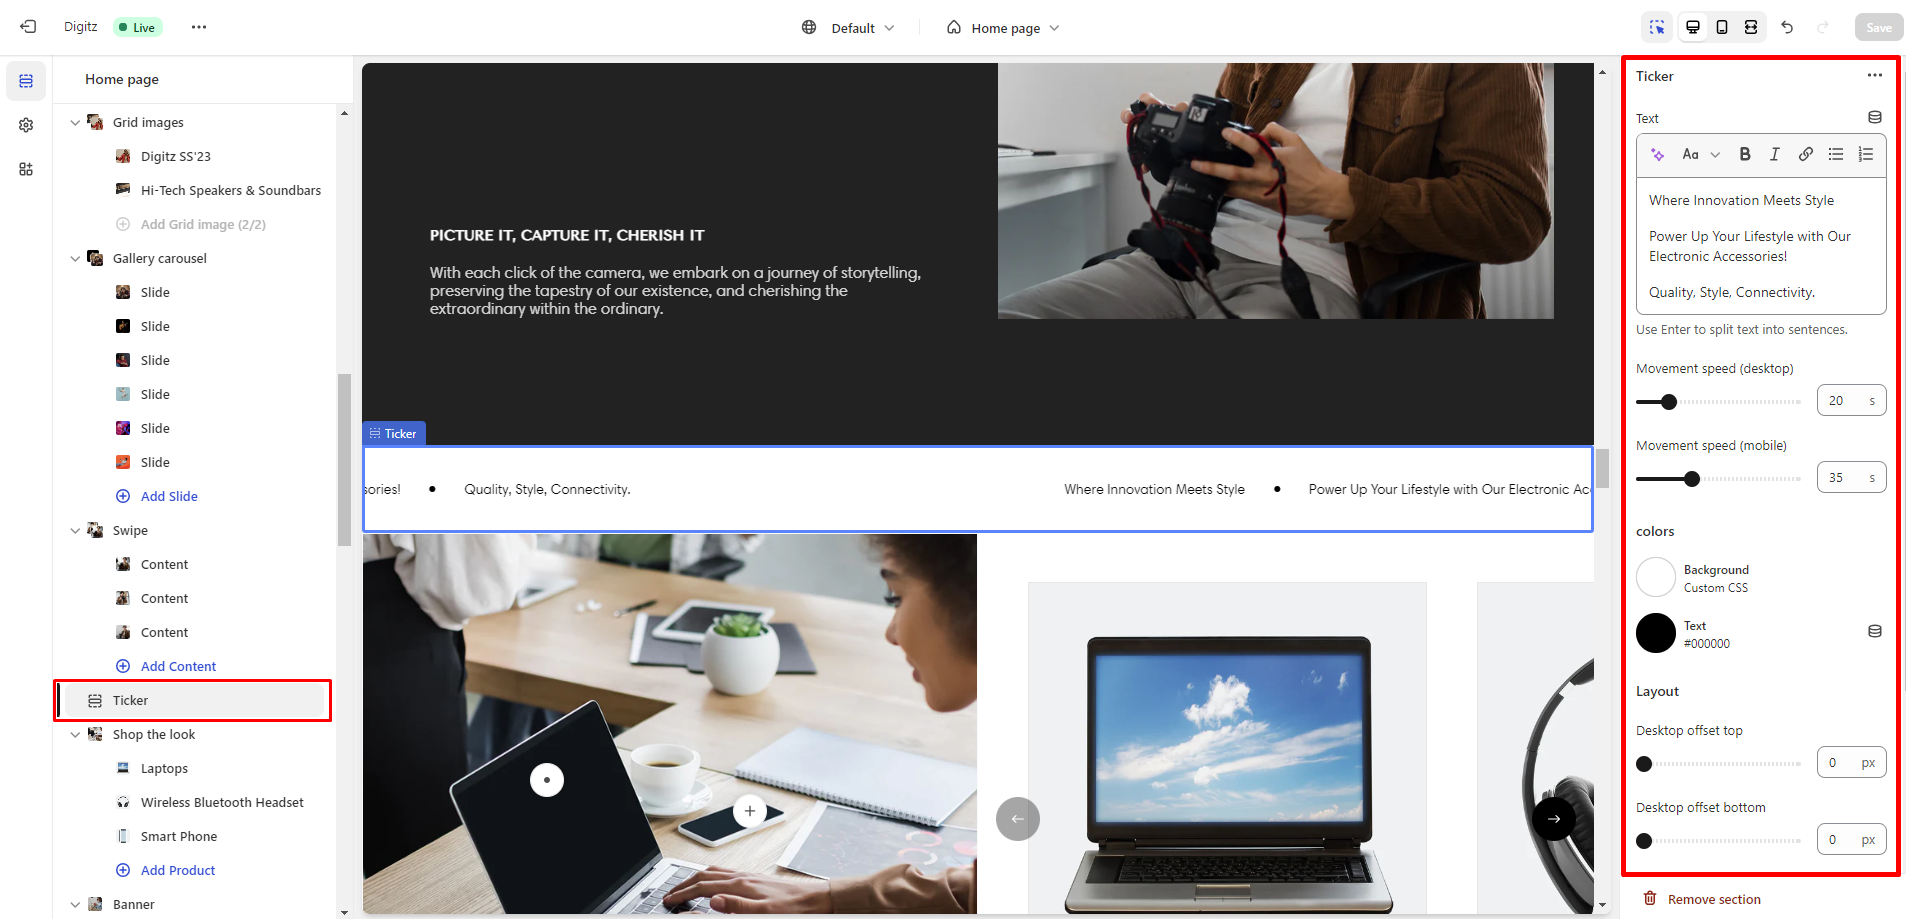 Digitz
Live
Default
Home page
Save
Home page
Grid images
Digitz SS'23
Hi-Tech Speakers & Soundbars
Add Grid image (2/2)
Gallery carousel
Slide
Slide
Slide
Slide
Slide
Slide
Add Slide
Swipe
Content
Content
Content
Add Content
Ticker
Shop the look
Laptops
Wireless Bluetooth Headset
Smart Phone
Add Product
Banner
PICTURE IT, CAPTURE IT, CHERISH IT
With each click of the camera, we embark on a journey of storytelling,
preserving the tapestry of our existence, and cherishing the
extraordinary within the ordinary.
Ticker
sories! • Quality, Style, Connectivity.
Where Innovation Meets Style • Power Up Your Lifestyle with Our Electronic Acc
Ticker
Text
Aa B I
Where Innovation Meets Style
Power Up Your Lifestyle with Our
Electronic Accessories!
Quality, Style, Connectivity.
Use Enter to split text into sentences.
Movement speed (desktop)
20 s
Movement speed (mobile)
35 s
colors
Background
Custom CSS
Text
#000000
Layout
Desktop offset top
0 px
Desktop offset bottom
0 px
Remove section